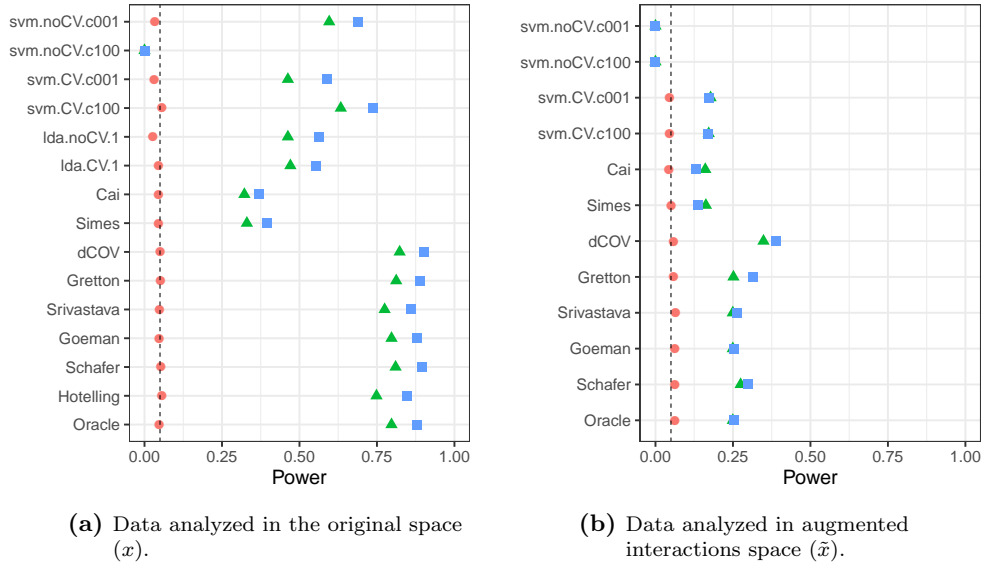 svm.noCV.c001
svm.noCV.c100
svm.CV.c001
svm.CV.c100
lda.noCV.1
lda.CV.1
Cai
Simes
dCOV
Gretton
Srivastava
Goeman
Schafer
Hotelling
Oracle
0.00 0.25 0.50 0.75 1.00
Power
(a) Data analyzed in the original space
(x).
svm.noCV.c001
svm.noCV.c100
svm.CV.c001
svm.CV.c100
Cai
Simes
dCOV
Gretton
Srivastava
Goeman
Schafer
Oracle
0.00 0.25 0.50 0.75 1.00
Power
(b) Data analyzed in augmented
interactions space (x̃).